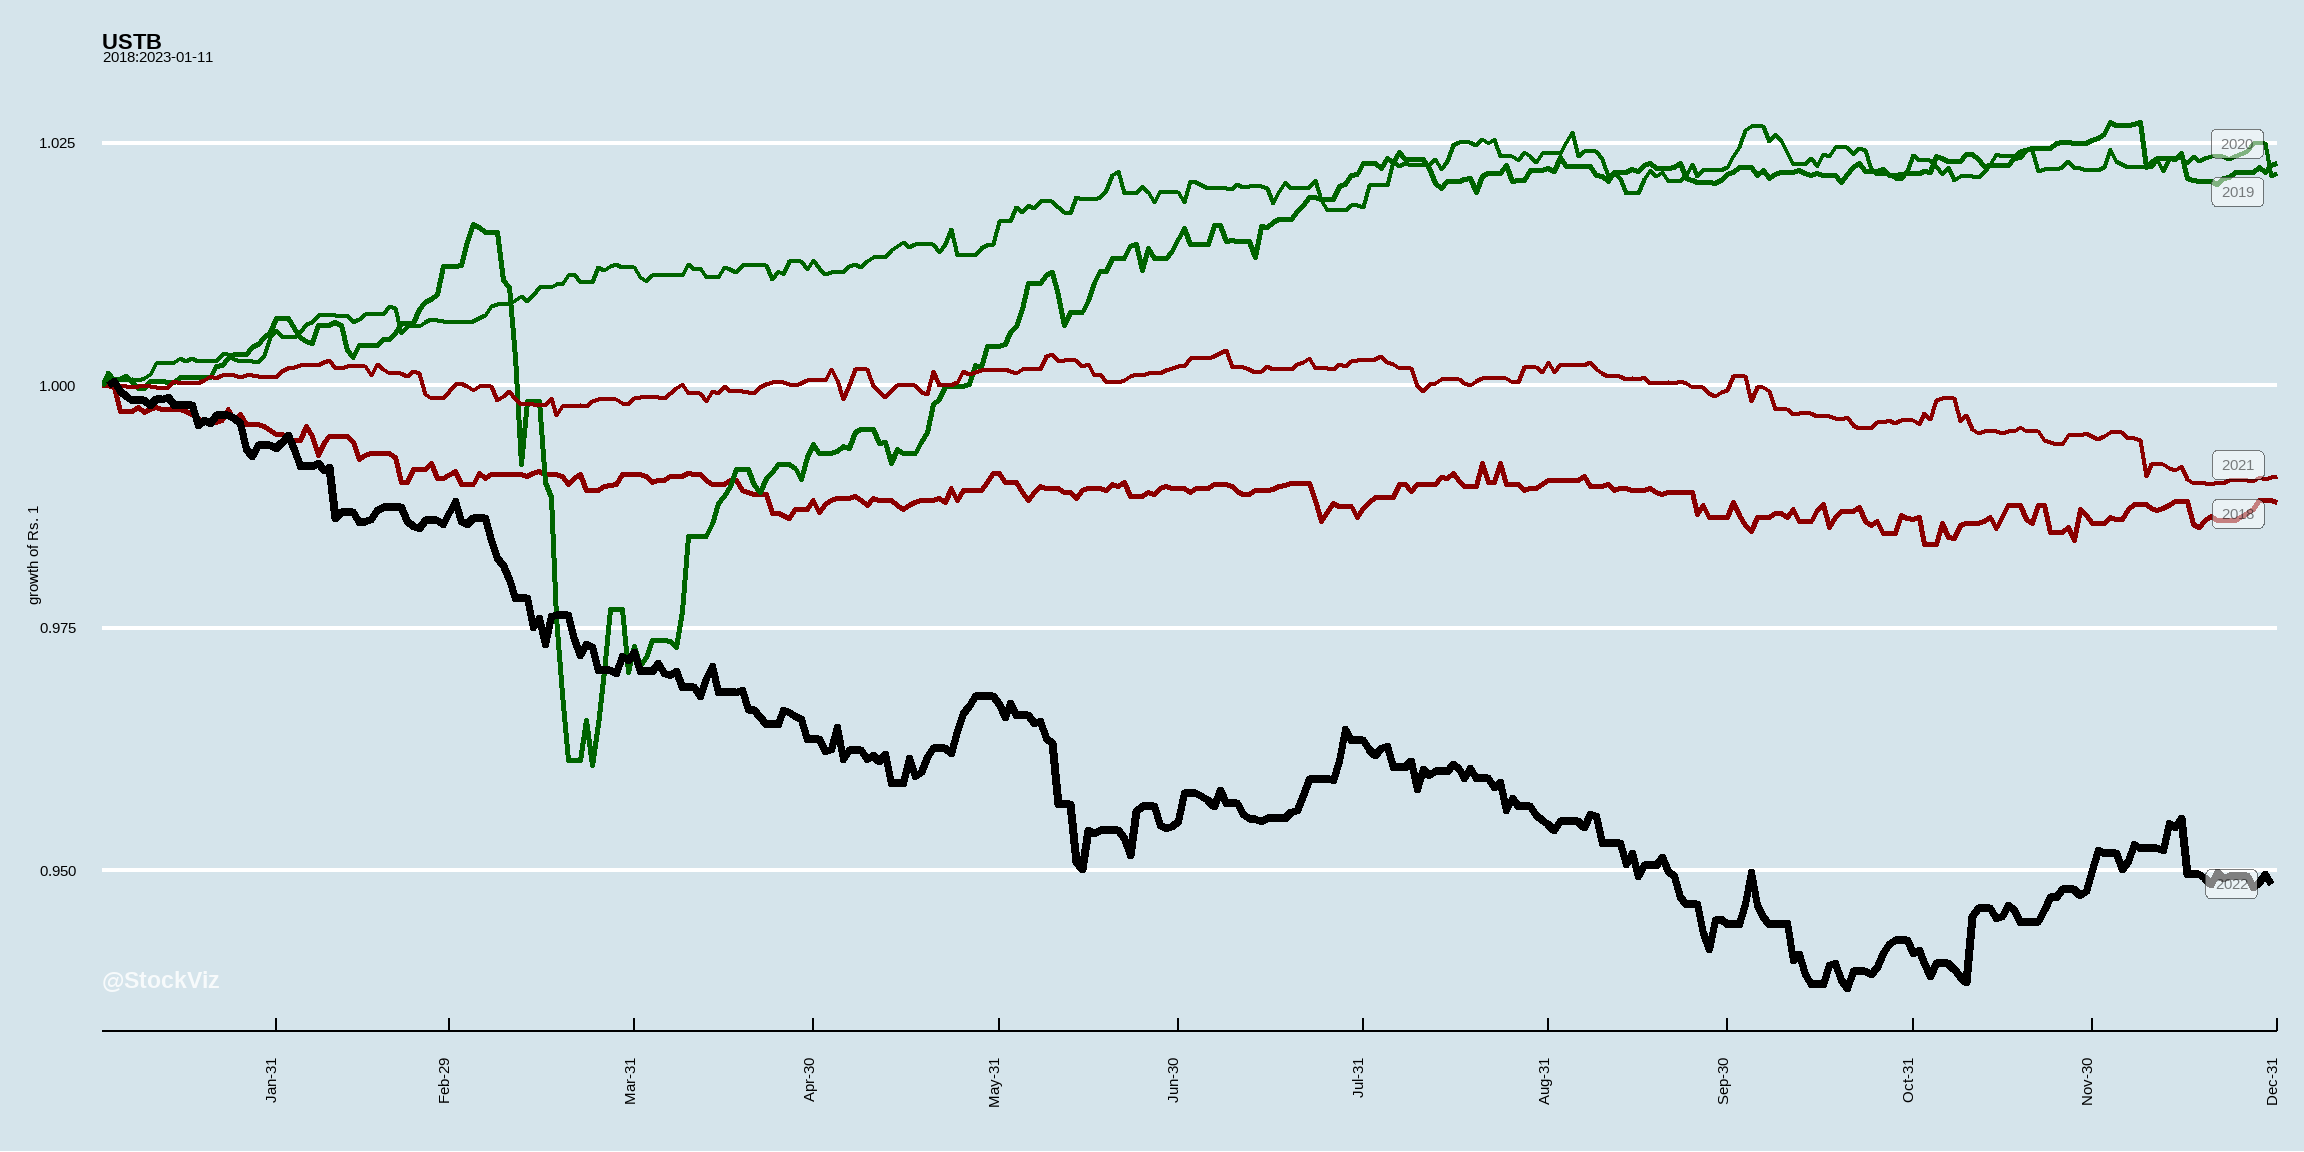 USTB
2018:2023-01-11
growth of Rs. 1
1.025
1.000
0.975
0.950
2020
2019
2021
2018
2022
@StockViz
Jan-31
Feb-29
Mar-31
Apr-30
May-31
Jun-30
Jul-31
Aug-31
Sep-30
Oct-31
Nov-30
Dec-31